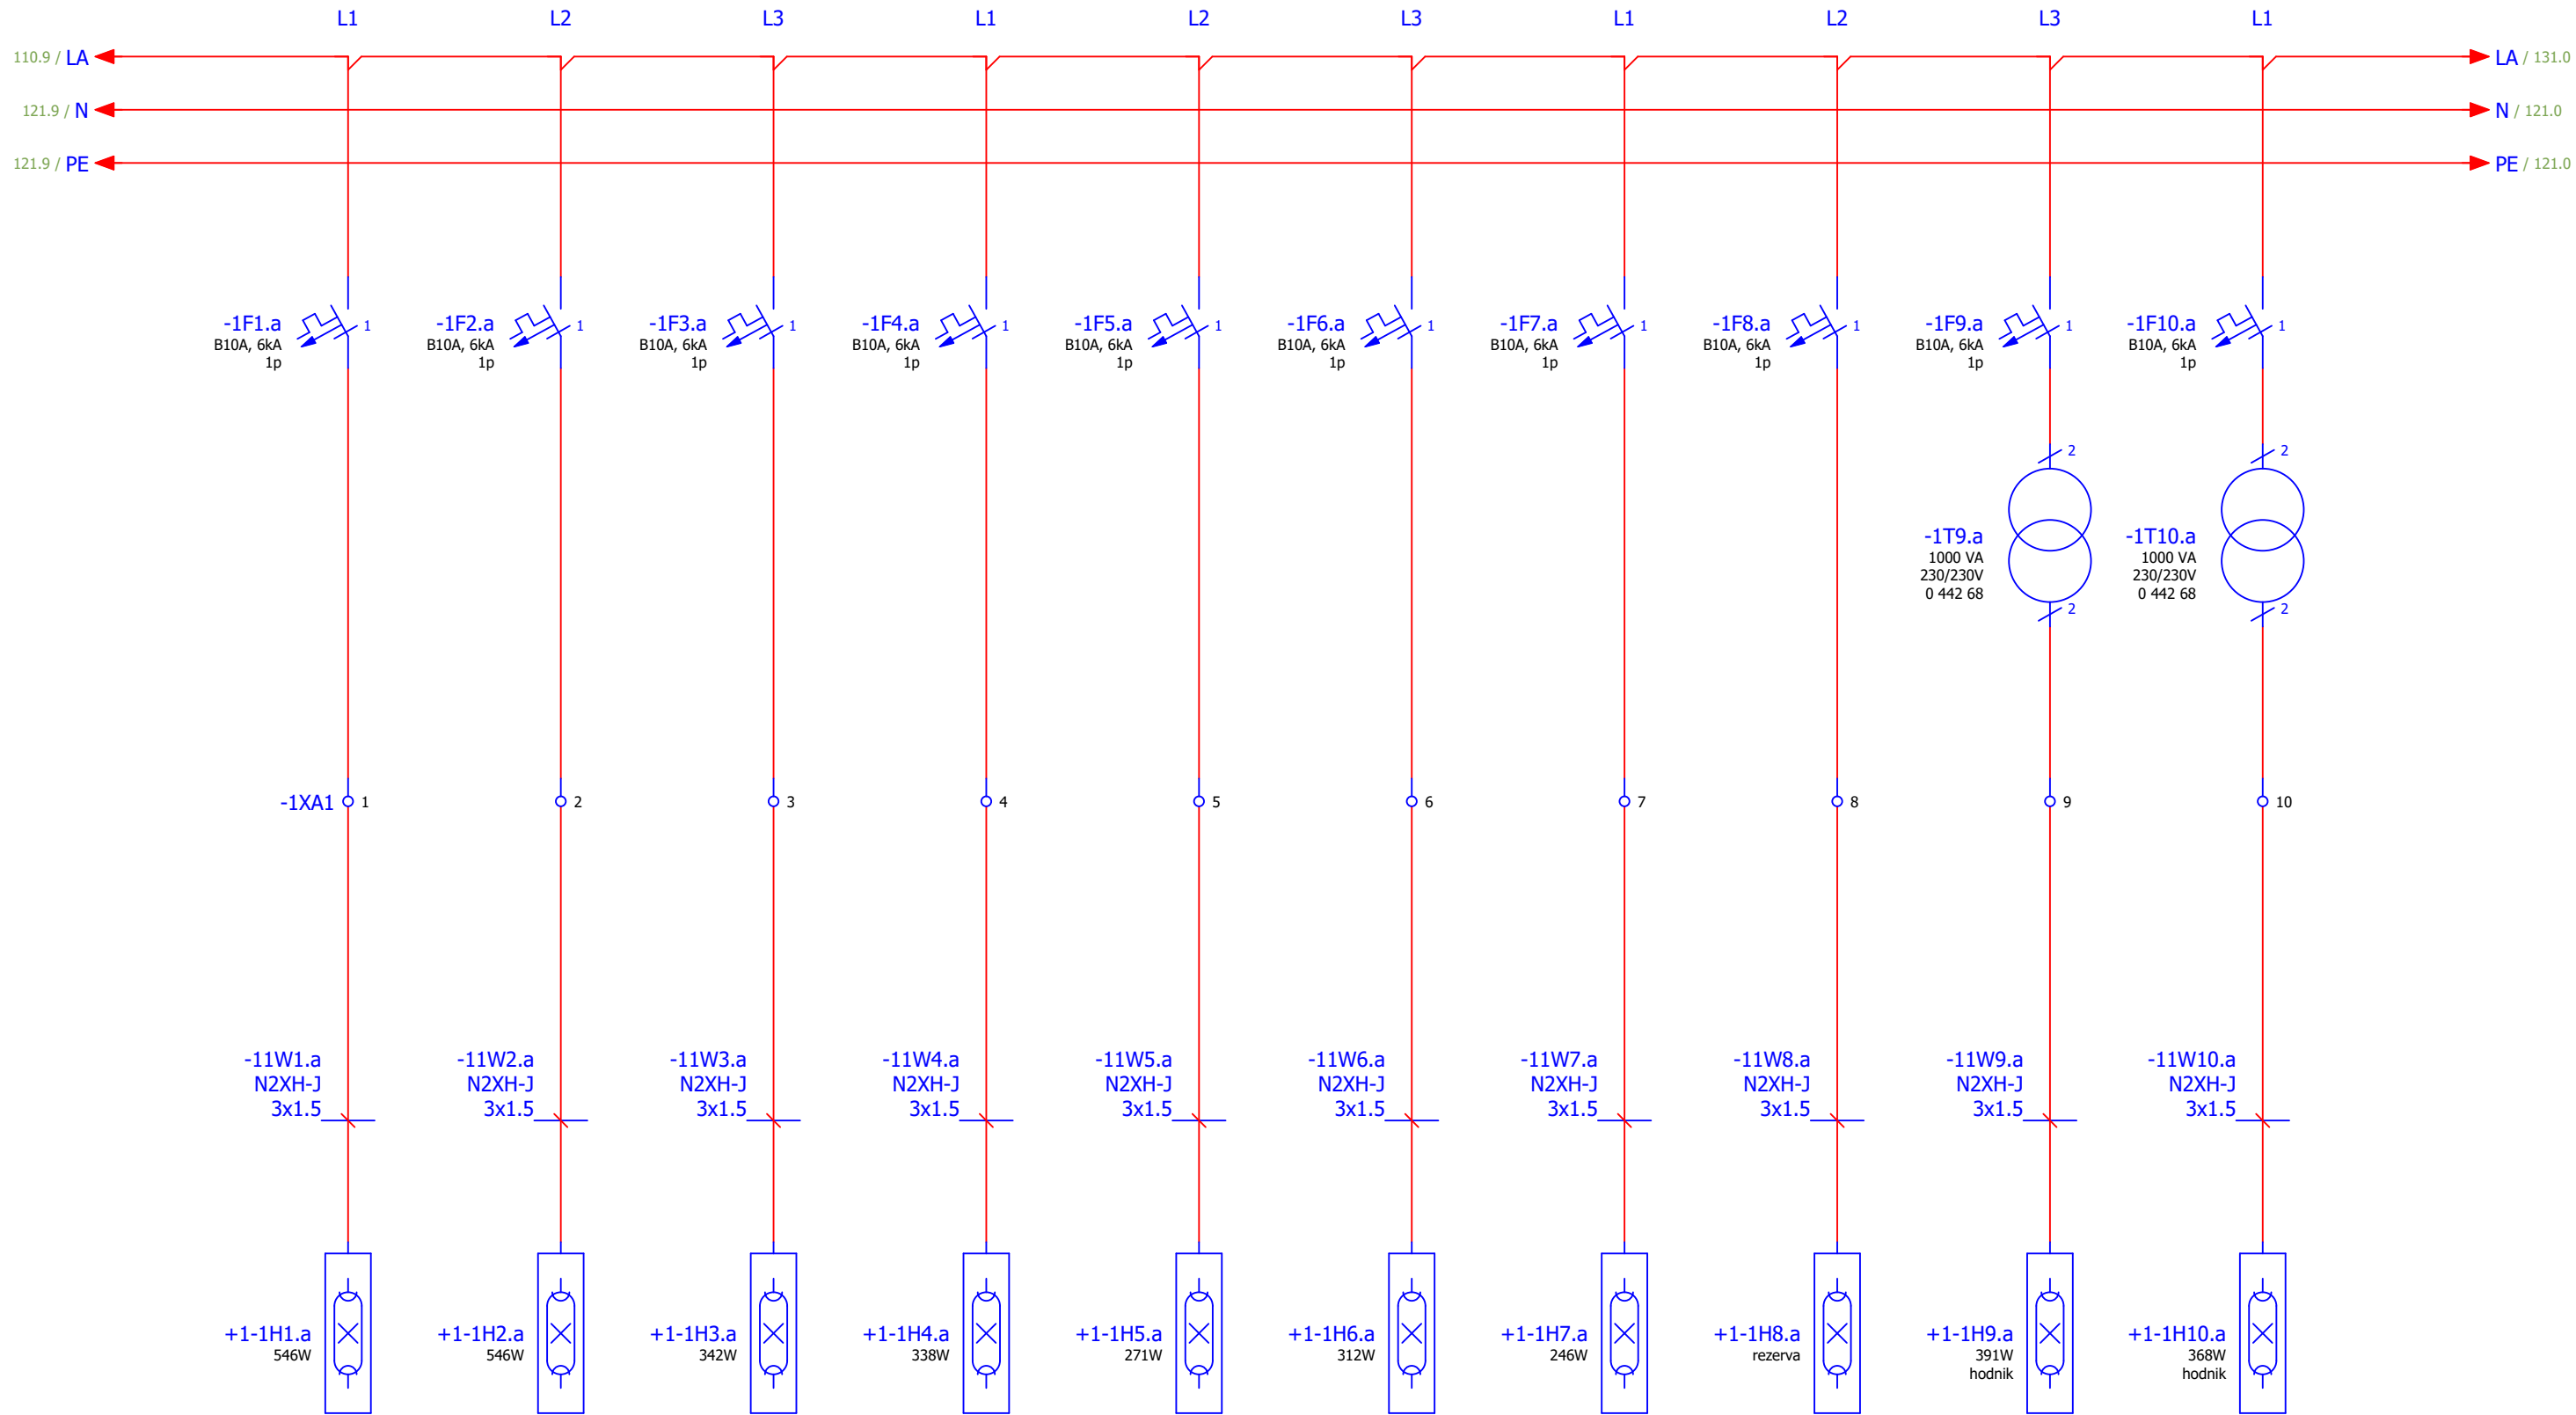 L1 L2 L3 L1 L2 L3 L1 L2 L3 L1
110.9 / LA LA / 131.0
121.9 / N N / 121.0
121.9 / PE PE / 121.0
-1F1.a 1 -1F2.a 1 -1F3.a 1 -1F4.a 1 -1F5.a 1 -1F6.a 1 -1F7.a 1 -1F8.a 1 -1F9.a 1 -1F10.a 1
B10A, 6kA B10A, 6kA B10A, 6kA B10A, 6kA B10A, 6kA B10A, 6kA B10A, 6kA B10A, 6kA B10A, 6kA B10A, 6kA
1p 1p 1p 1p 1p 1p 1p 1p 1p 1p
2 2
-1T9.a -1T10.a
1000 VA 1000 VA
230/230V 230/230V
0 442 68 0 442 68
2 2
-1XA1 1 2 3 4 5 6 7 8 9 10
-11W1.a -11W2.a -11W3.a -11W4.a -11W5.a -11W6.a -11W7.a -11W8.a -11W9.a -11W10.a
N2XH-J N2XH-J N2XH-J N2XH-J N2XH-J N2XH-J N2XH-J N2XH-J N2XH-J N2XH-J
3x1.5 3x1.5 3x1.5 3x1.5 3x1.5 3x1.5 3x1.5 3x1.5 3x1.5 3x1.5
+1-1H1.a +1-1H2.a +1-1H3.a +1-1H4.a +1-1H5.a +1-1H6.a +1-1H7.a +1-1H8.a +1-1H9.a +1-1H10.a
546W 546W 342W 338W 271W 312W 246W rezerva 391W 368W
hodnik hodnik